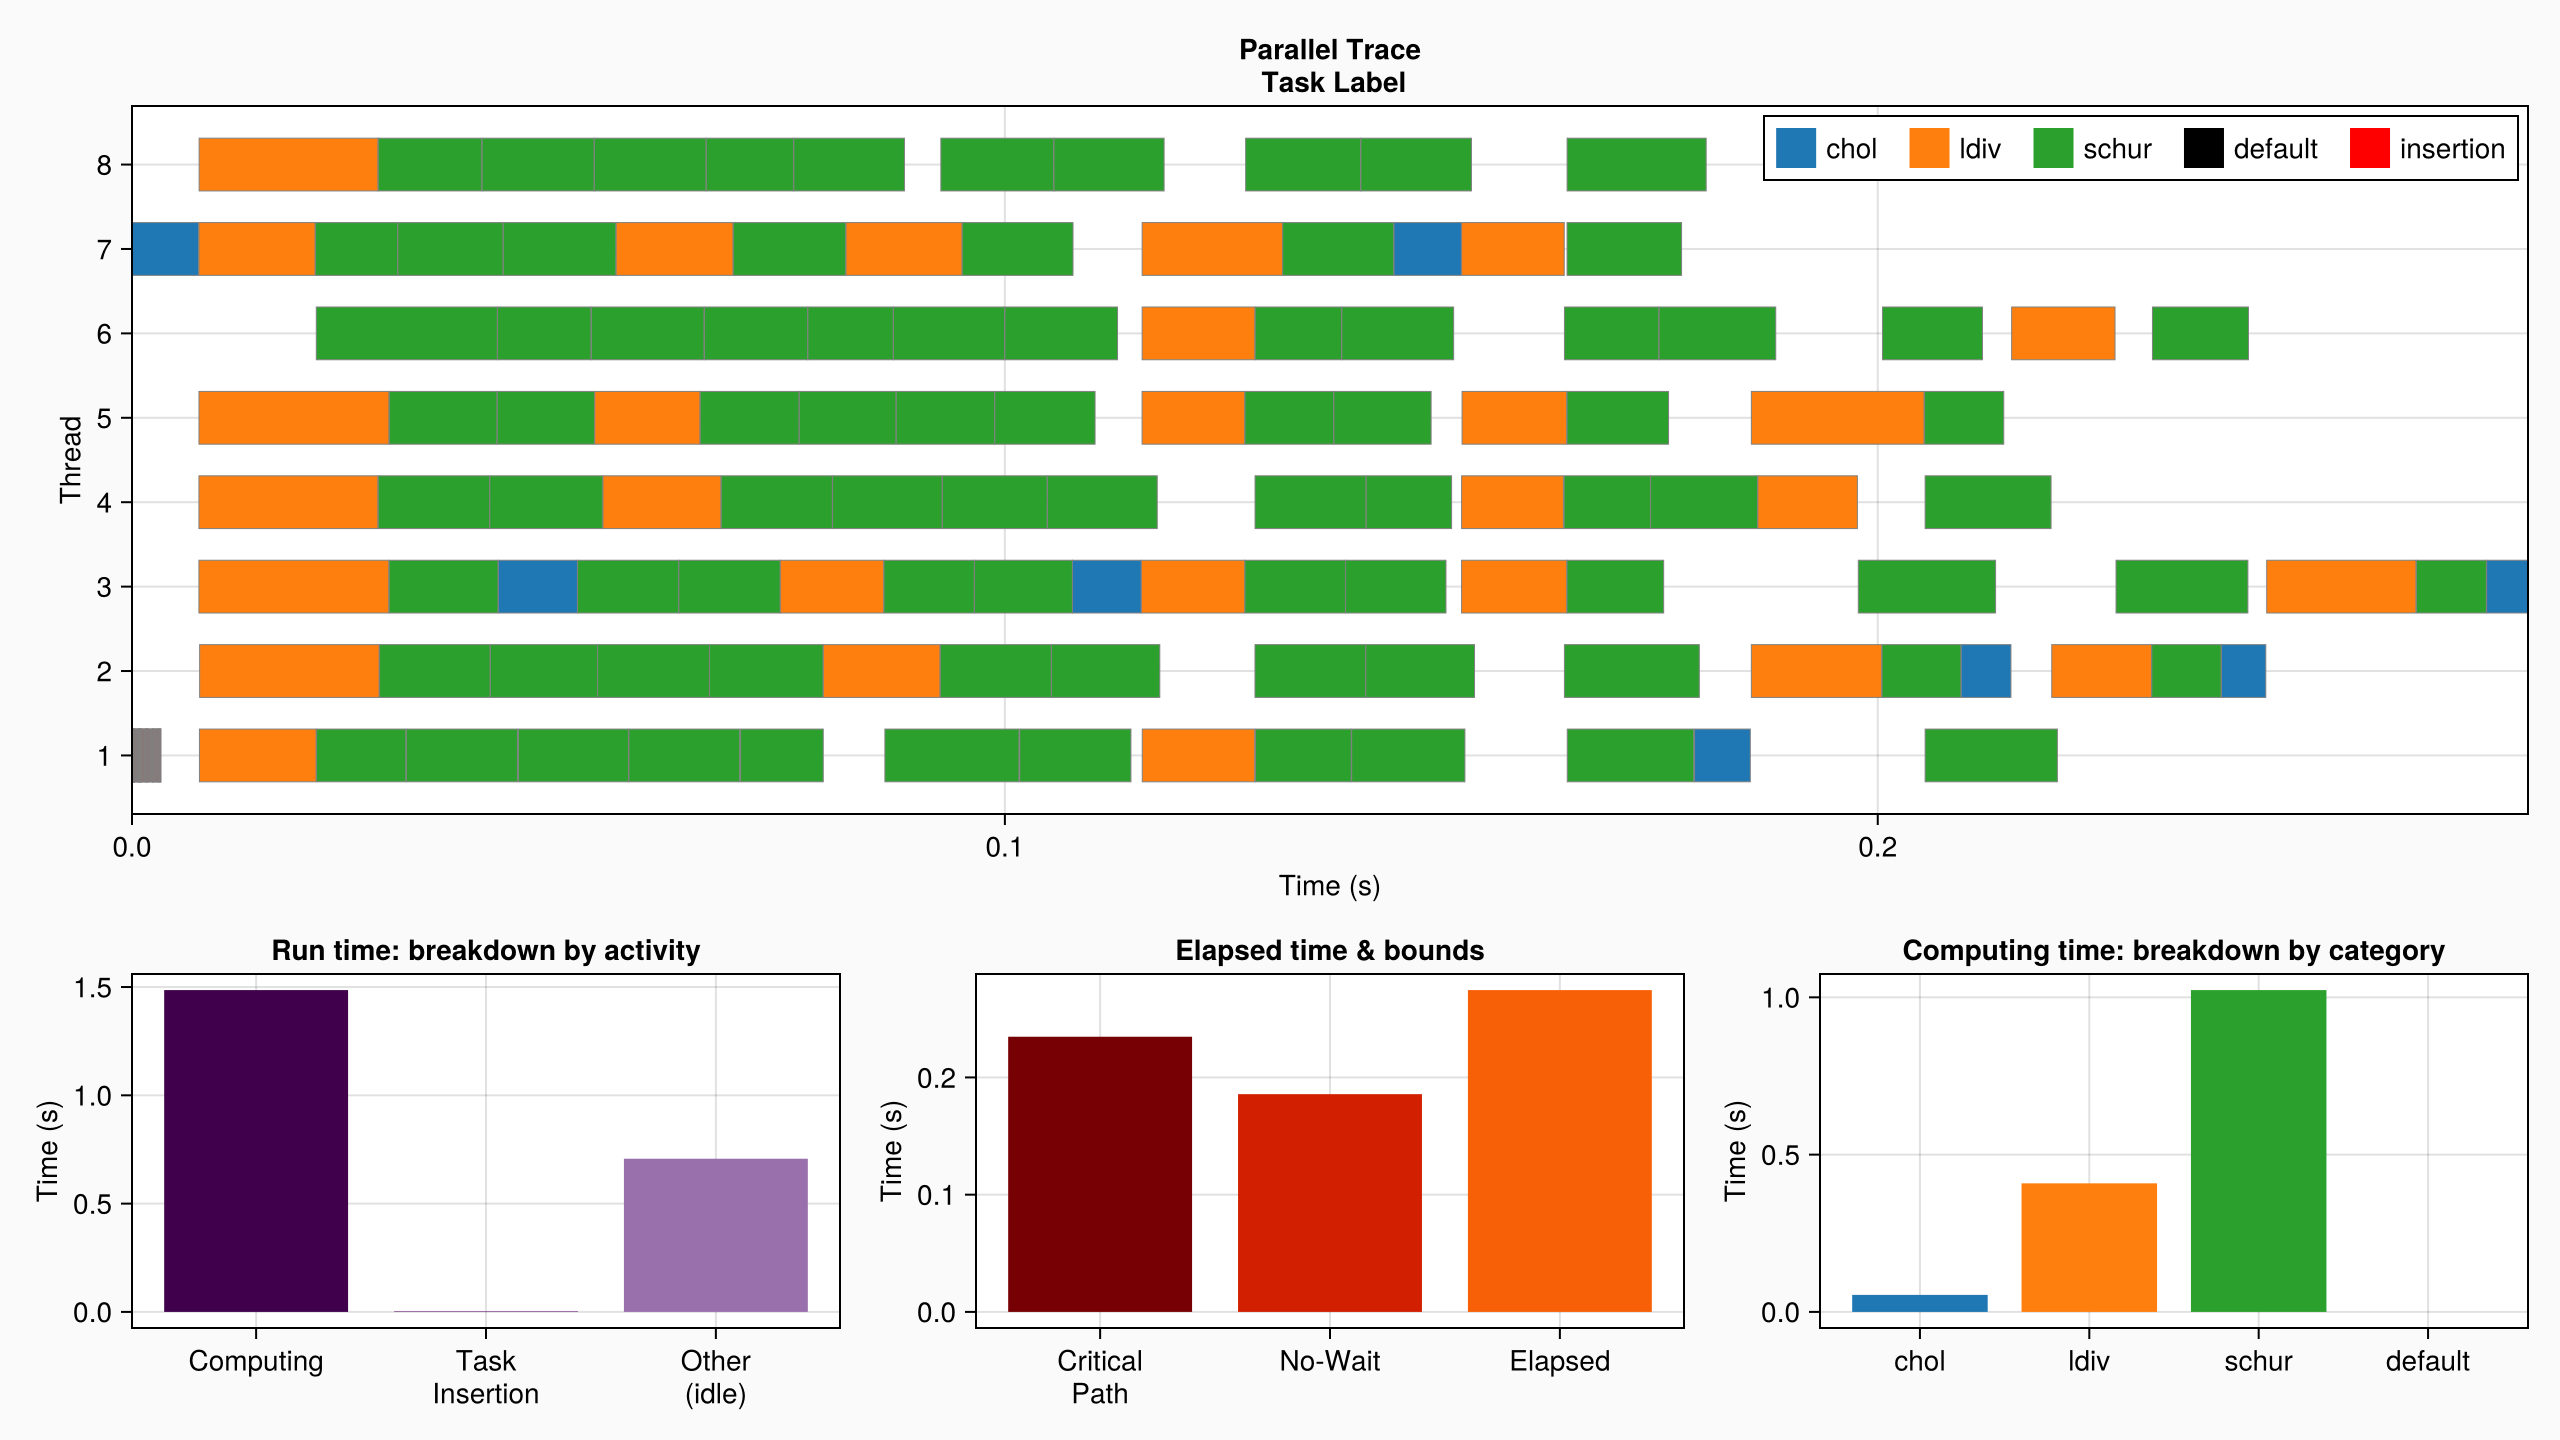 Parallel Trace
Task Label
chol
ldiv
schur
default
insertion
Thread
8
7
6
5
4
3
2
1
0.0
0.1
0.2
Time (s)
Run time: breakdown by activity
Time (s)
1.5
1.0
0.5
0.0
Computing
Task
Insertion
Other
(idle)
Elapsed time & bounds
Time (s)
0.2
0.1
0.0
Critical
Path
No-Wait
Elapsed
Computing time: breakdown by category
Time (s)
1.0
0.5
0.0
chol
ldiv
schur
default